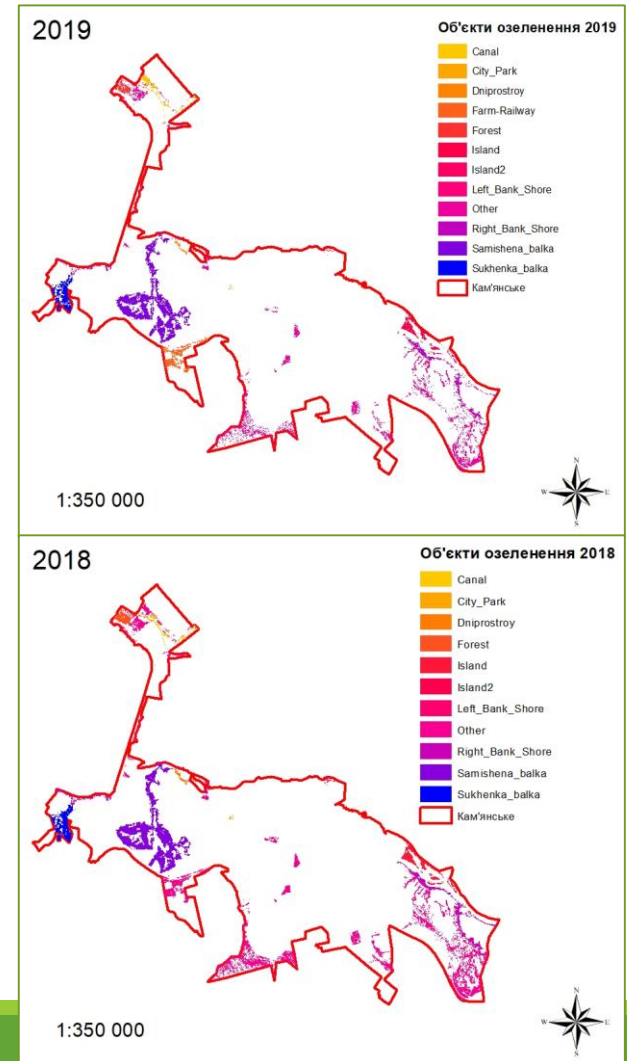 2019
Об'єкти озеленення 2019
Canal
City_Park
Dniprostroy
Farm-Railway
Forest
Island
Island2
Left_Bank_Shore
Other
Right_Bank_Shore
Samishena_balka
Sukhenka_balka
Кам'янське
1:350 000
N
W
E
S
2018
Об'єкти озеленення 2018
Canal
City_Park
Dniprostroy
Forest
Island
Island2
Left_Bank_Shore
Other
Right_Bank_Shore
Samishena_balka
Sukhenka_balka
Кам'янське
1:350 000
N
W
E
S